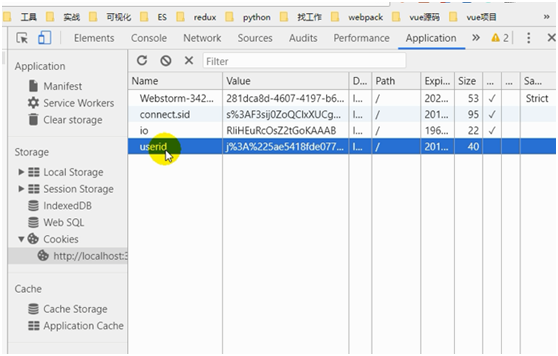 工具 实战 可视化 ES redux python 找工作 webpack vue源码 vue项目
Elements Console Network Sources Audits Performance Application » 2
Application
Manifest
Service Workers
Clear storage
Storage
Local Storage
Session Storage
IndexedDB
Web SQL
Cookies
http://localhost:3
Cache
Cache Storage
Application Cache
Filter
Name Value D... Path Expi... Size ... ... Sa...
Webstorm-342... 281dca8d-4607-4197-b6... l... / 202... 53 ✓ Strict
connect.sid s%3AF3sij0ZoQClxXUCg... l... / 201... 95 ✓
io RliHEuRcOsZ2tGoKAAAB l... / 196... 22 ✓
userid j%3A%225ae5418fde077... l... / 201... 40